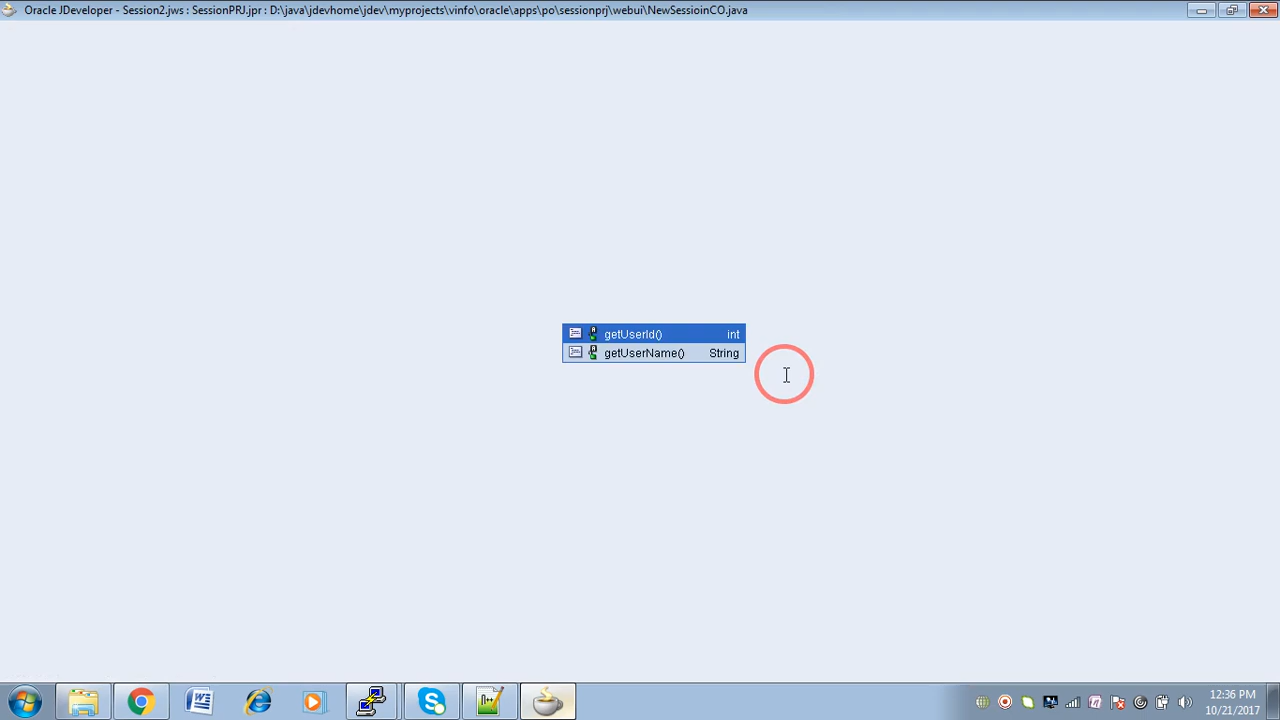 Oracle JDeveloper - Session2.jws : SessionPRJ.jpr : D:\java\jdevhome\jdev\myprojects\vinfo\oracle\apps\po\sessionprj\webui\NewSessioinCO.java
getUserId() int
getUserName() String
12:36 PM
10/21/2017